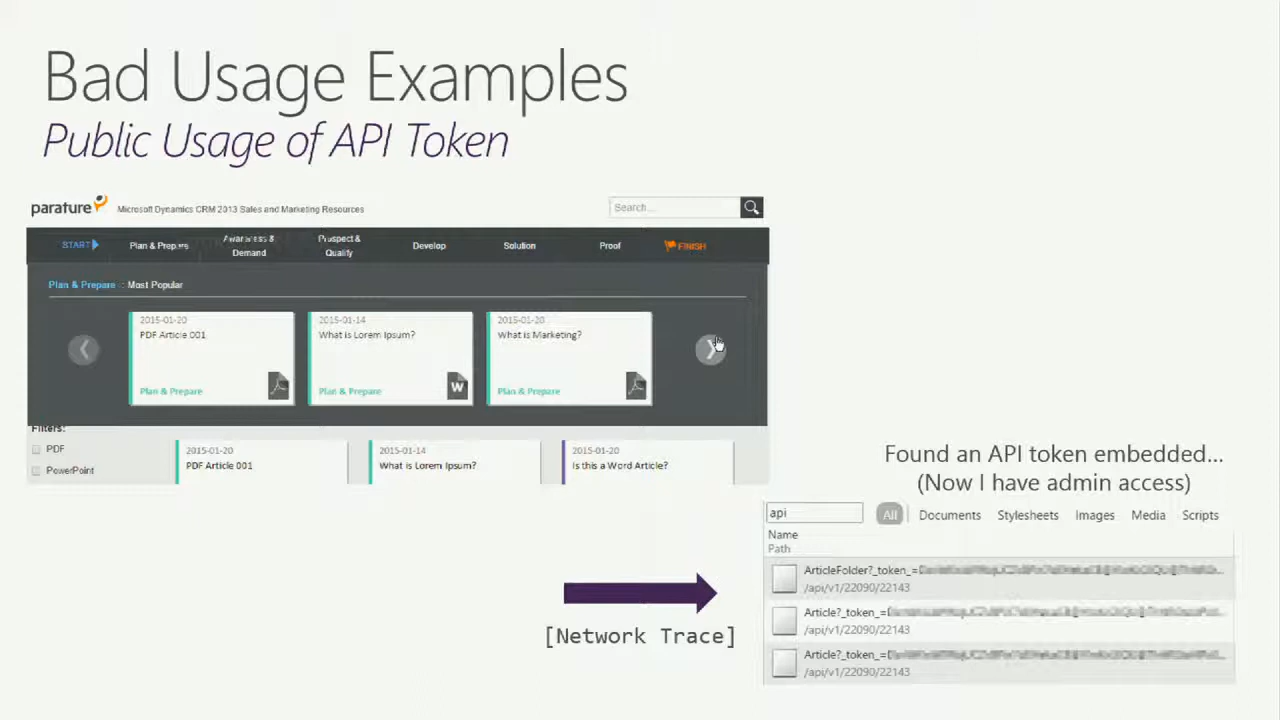 Bad Usage Examples
Public Usage of API Token
parature
Microsoft Dynamics CRM 2013 Sales and Marketing Resources
Search...
START
Plan & Prepare
Awareness & Demand
Prospect & Qualify
Develop
Solution
Proof
FINISH
Plan & Prepare :: Most Popular
2015-01-20
PDF Article 001
Plan & Prepare
2015-01-14
What is Lorem Ipsum?
Plan & Prepare
W
2015-01-20
What is Marketing?
Plan & Prepare
Filters:
PDF
PowerPoint
2015-01-20
PDF Article 001
2015-01-14
What is Lorem Ipsum?
2015-01-20
Is this a Word Article?
Found an API token embedded...
(Now I have admin access)
api
All
Documents
Stylesheets
Images
Media
Scripts
Name
Path
ArticleFolder?_token_=
/api/v1/22090/22143
Article?_token_=
/api/v1/22090/22143
Article?_token_=
/api/v1/22090/22143
[Network Trace]